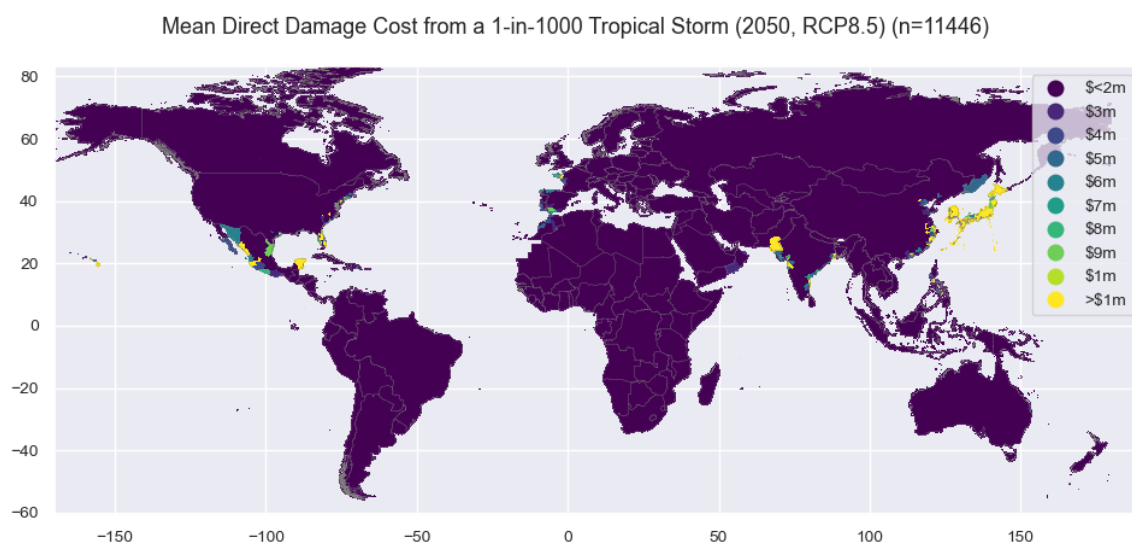 Mean Direct Damage Cost from a 1-in-1000 Tropical Storm (2050, RCP8.5) (n=11446)
80
60
40
20
0
−20
−40
−60
−150
−100
−50
0
50
100
150
$<2m
$3m
$4m
$5m
$6m
$7m
$8m
$9m
$1m
>$1m